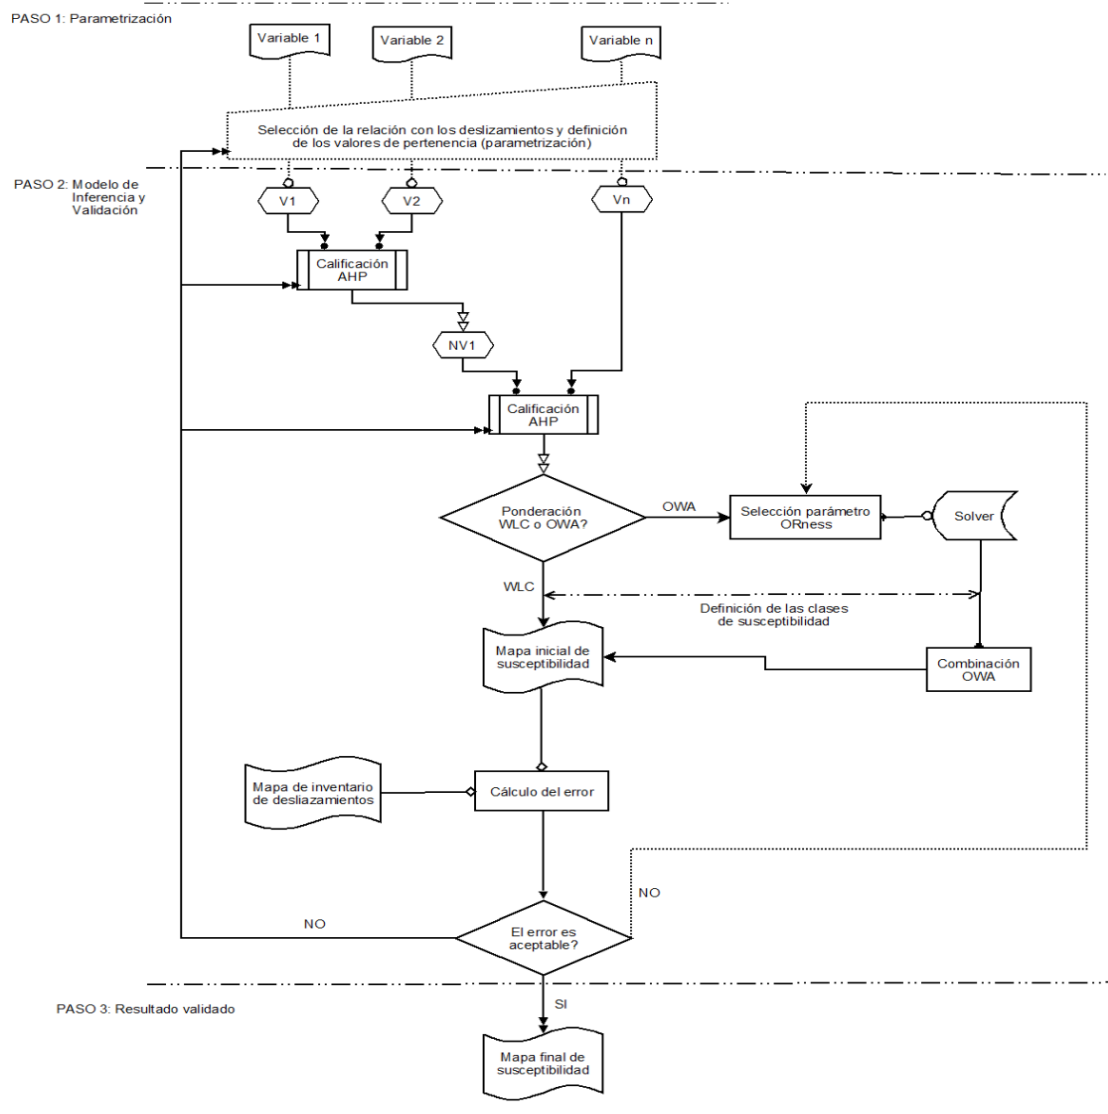 PASO 1: Parametrización
Variable 1
Variable 2
Variable n
Selección de la relación con los deslizamientos y definición
de los valores de pertenencia (parametrización)
PASO 2: Modelo de
Inferencia y
Validación
V1
V2
Vn
Calificación
AHP
NV1
Calificación
AHP
Ponderación
WLC o OWA?
OWA
Selección parámetro
ORness
Solver
WLC
Definición de las clases
de susceptibilidad
Mapa inicial de
susceptibilidad
Combinación
OWA
Mapa de inventario
de desliazamientos
Cálculo del error
NO
NO
El error es
aceptable?
SI
PASO 3: Resultado validado
Mapa final de
susceptibilidad